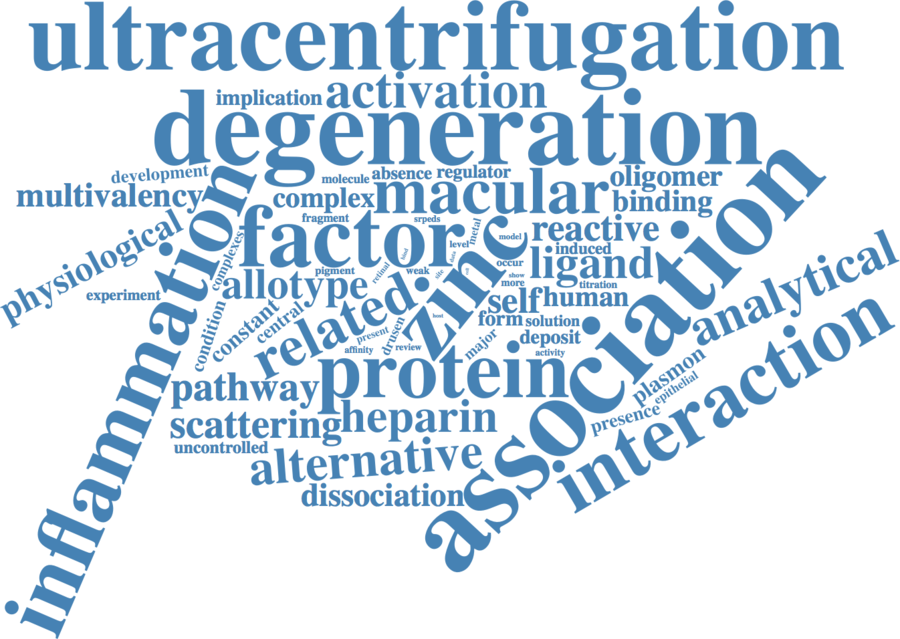 ultracentrifugation
implication
activation
degeneration
development
molecule
absence
regulator
oligomer
multivalency
complex
macular
binding
fragment
srpeds
metal
physiological
inflammation
complexes
factor
level
model
reactive
induced
experiment
allotype
pigment
retinal
weak
site
data
zinc
occur
ligand
show
more
titration
condition
constant
central
related
self
human
present
drusen
host
form
solution
affinity
review
major
deposit
activity
association
analytical
interaction
pathway
protein
plasmon
epithelial
presence
scattering
heparin
uncontrolled
alternative
dissociation